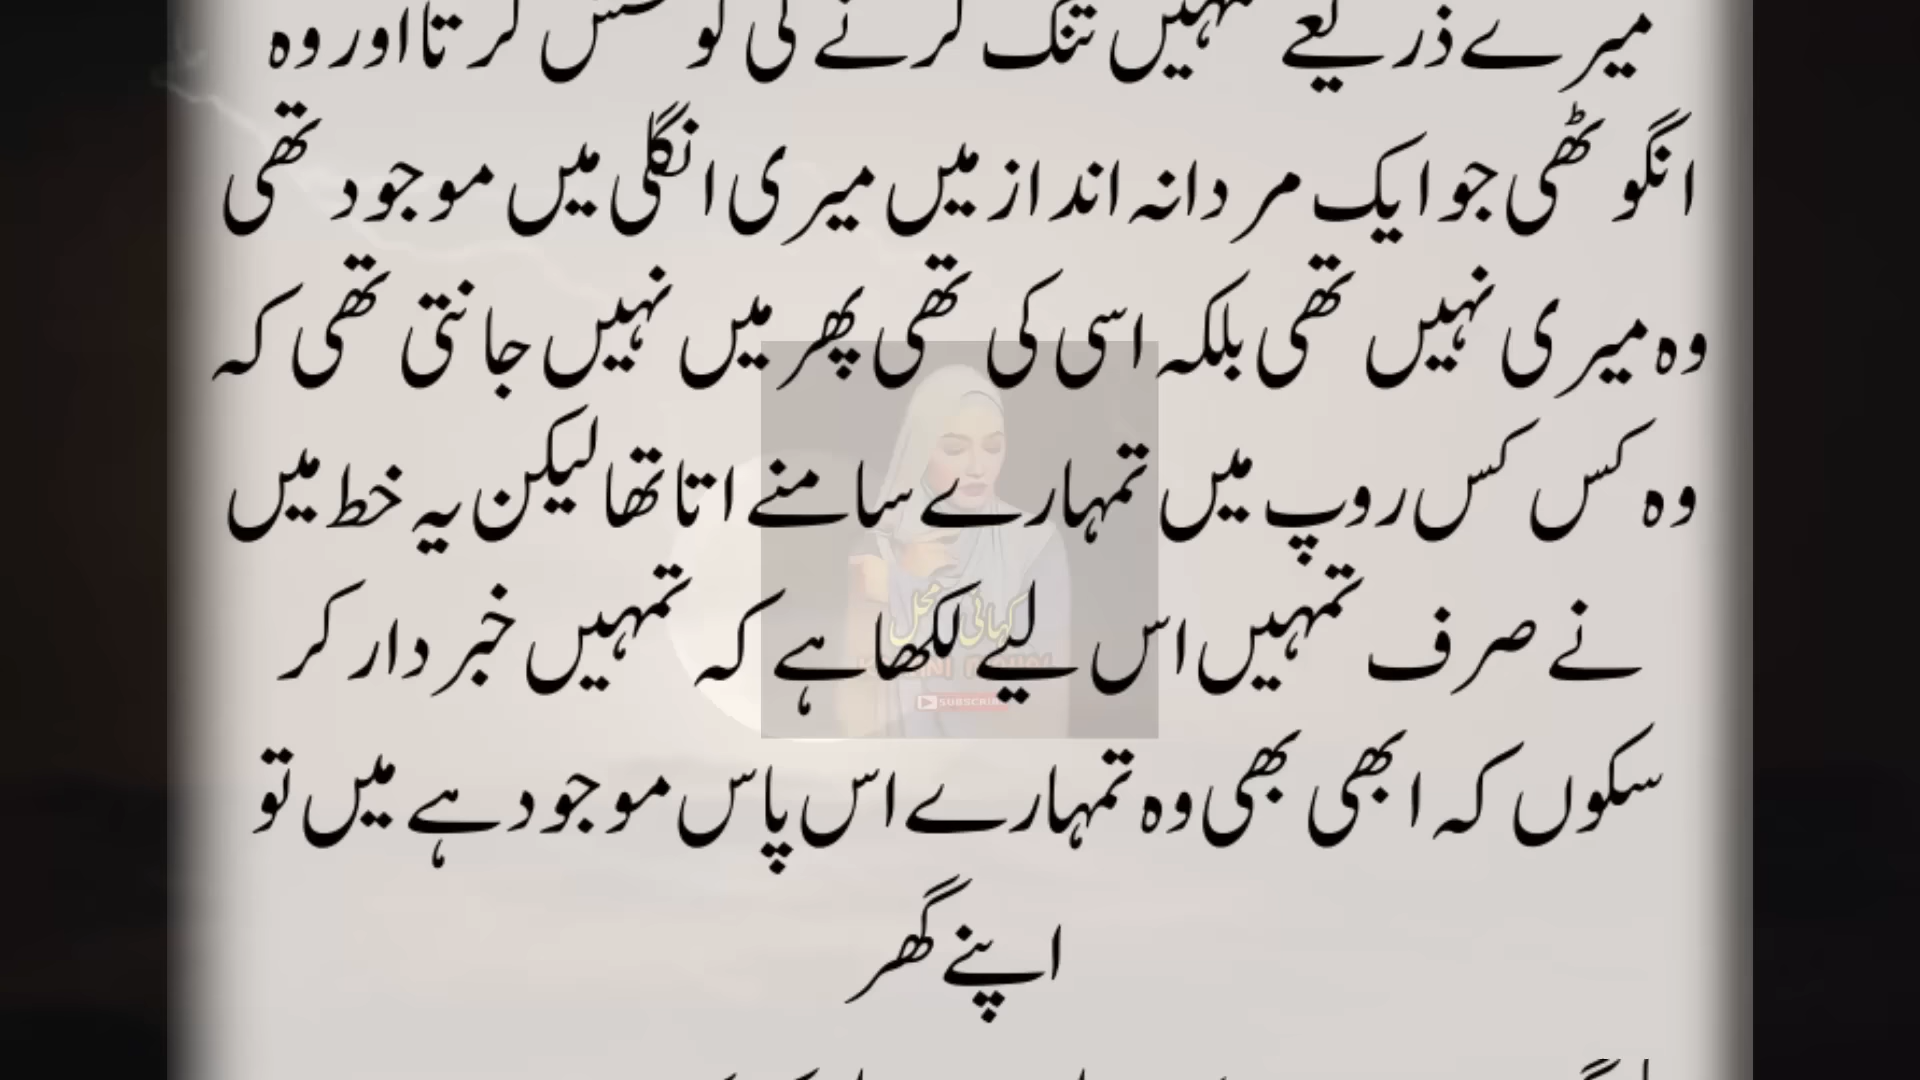 میرے ذریعے تمہیں تنگ کرنے کی کوشش کرتا اور وہ
انگوٹھی جو ایک مردانہ انداز میں میری انگلی میں موجود تھی
وہ میری نہیں تھی بلکہ اسی کی تھی پھر میں نہیں جانتی تھی کہ
وہ کس کس روپ میں تمہارے سامنے اتا تھا لیکن یہ خط میں
نے صرف تمہیں اس لیے لکھا ہے کہ تمہیں خبردار کر
سکوں کہ ابھی بھی وہ تمہارے اس پاس موجود ہے میں تو
اپنے گھر
کہانی محل
SUBSCRIBE